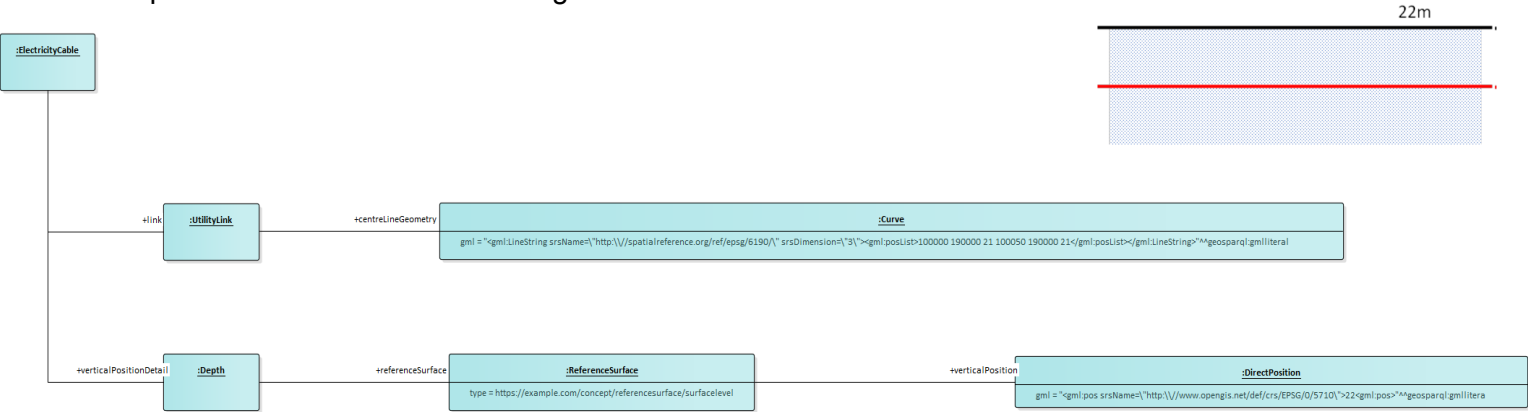 22m
:ElectricityCable
+link
:UtilityLink
+centreLineGeometry
:Curve
gml = "<gml:LineString srsName=\"http:\\//spatialreference.org/ref/epsg/6190/\" srsDimension=\"3\"><gml:posList>100000 190000 21 100050 190000 21</gml:posList></gml:LineString>"^^geosparql:gmlliteral
+verticalPositionDetail
:Depth
+referenceSurface
:ReferenceSurface
type = https://example.com/concept/referencesurface/surfacelevel
+verticalPosition
:DirectPosition
gml = "<gml:pos srsName=\"http:\\//www.opengis.net/def/crs/EPSG/0/5710\">22<gml:pos>"^^geosparql:gmllitera